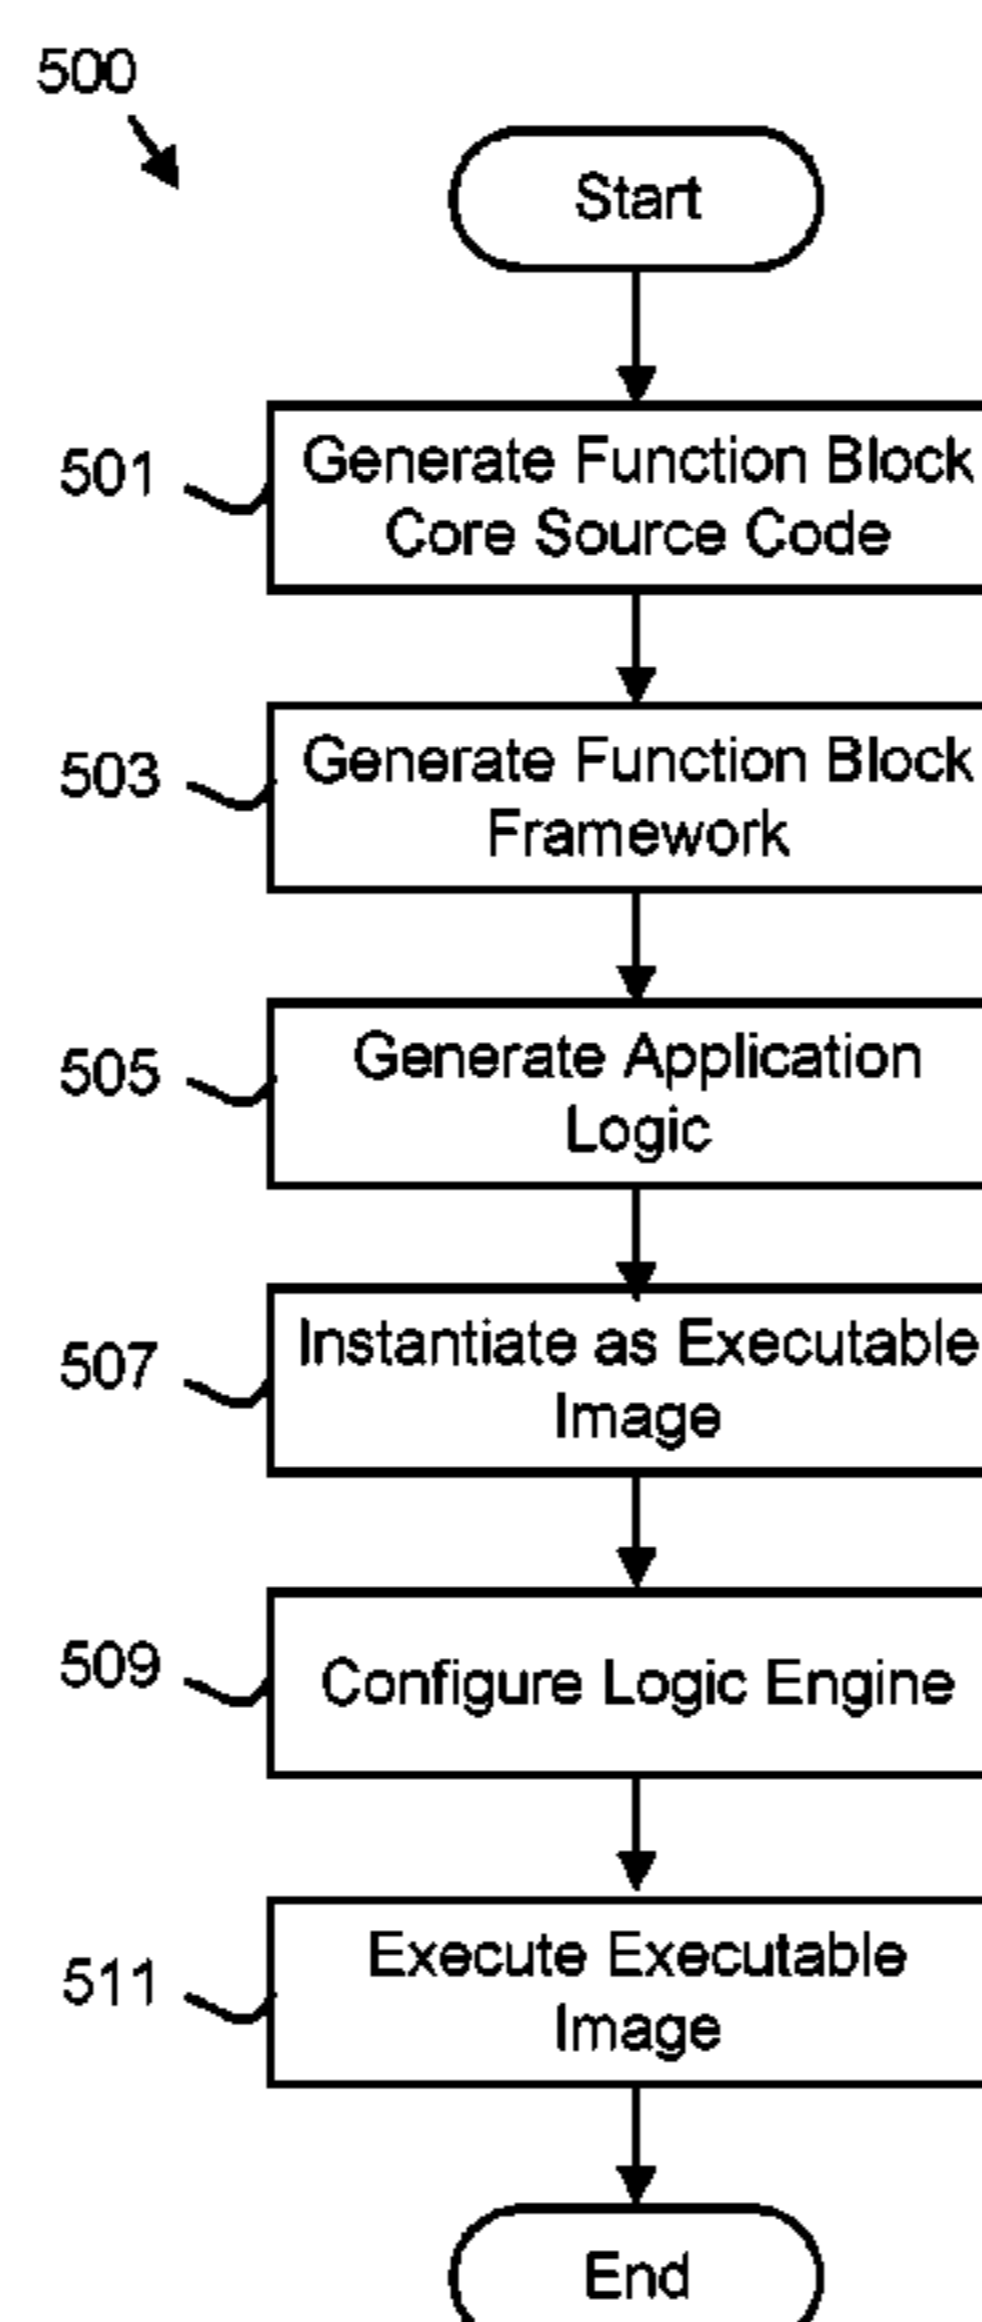 500
Start
501
Generate Function Block
Core Source Code
503
Generate Function Block
Framework
505
Generate Application
Logic
507
Instantiate as Executable
Image
509
Configure Logic Engine
511
Execute Executable
Image
End